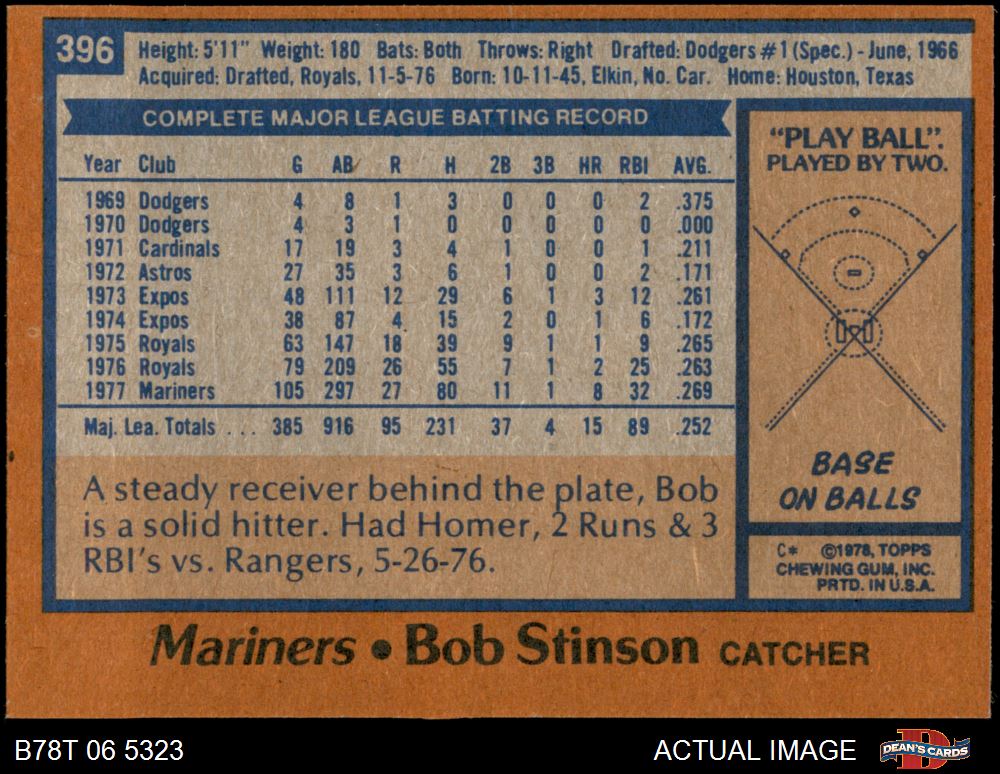 396
Height: 5'11" Weight: 180 Bats: Both Throws: Right Drafted: Dodgers #1 (Spec.) - June, 1966
Acquired: Drafted, Royals, 11-5-76 Born: 10-11-45, Elkin, No. Car. Home: Houston, Texas
COMPLETE MAJOR LEAGUE BATTING RECORD
Year Club G AB R H 2B 3B HR RBI AVG.
1969 Dodgers 4 8 1 3 0 0 0 2 .375
1970 Dodgers 4 3 1 0 0 0 0 0 .000
1971 Cardinals 17 19 3 4 1 0 0 1 .211
1972 Astros 27 35 3 6 1 0 0 2 .171
1973 Expos 48 111 12 29 6 1 3 12 .261
1974 Expos 38 87 4 15 2 0 1 6 .172
1975 Royals 63 147 18 39 9 1 1 9 .265
1976 Royals 79 209 26 55 7 1 2 25 .263
1977 Mariners 105 297 27 80 11 1 8 32 .269
Maj. Lea. Totals . . . 385 916 95 231 37 4 15 89 .252
A steady receiver behind the plate, Bob
is a solid hitter. Had Homer, 2 Runs & 3
RBI's vs. Rangers, 5-26-76.
"PLAY BALL".
PLAYED BY TWO.
BASE
ON BALLS
C* ©1978, TOPPS
CHEWING GUM, INC.
PRTD. IN U.S.A.
Mariners • Bob Stinson CATCHER
B78T 06 5323 ACTUAL IMAGE DEAN'S CARDS